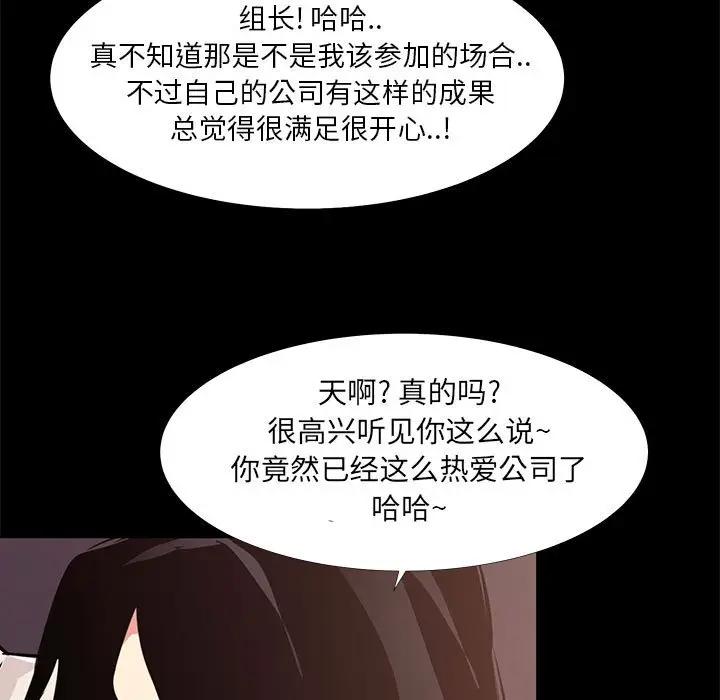 组长! 哈哈..
真不知道那是不是我该参加的场合..
不过自己的公司有这样的成果
总觉得很满足很开心..!
天啊? 真的吗?
很高兴听见你这么说~
你竟然已经这么热爱公司了
哈哈~